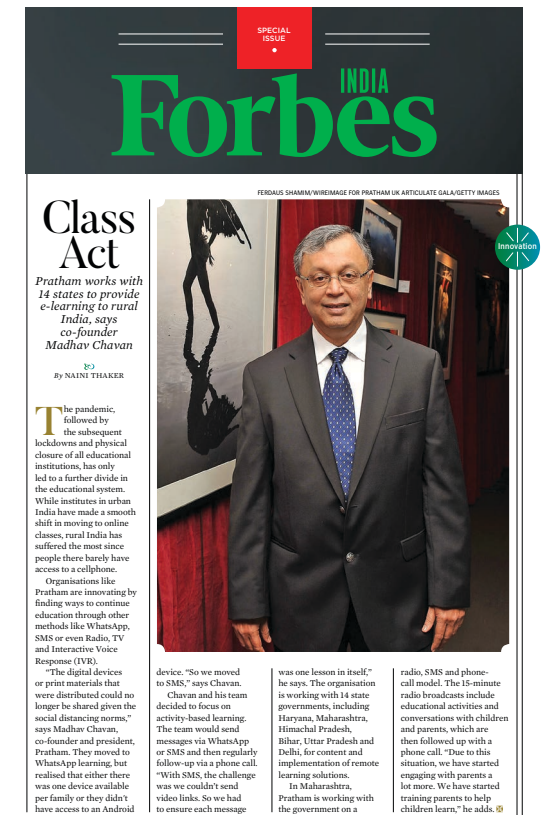 SPECIAL
ISSUE
INDIA
Forbes
FERDAUS SHAMIM/WIREIMAGE FOR PRATHAM UK ARTICULATE GALA/GETTY IMAGES
Innovation
Class
Act
Pratham works with
14 states to provide
e-learning to rural
India, says
co-founder
Madhav Chavan
By NAINI THAKER
The pandemic,
followed by
the subsequent
lockdowns and physical
closure of all educational
institutions, has only
led to a further divide in
the educational system.
While institutes in urban
India have made a smooth
shift in moving to online
classes, rural India has
suffered the most since
people there barely have
access to a cellphone.
Organisations like
Pratham are innovating by
finding ways to continue
education through other
methods like WhatsApp,
SMS or even Radio, TV
and Interactive Voice
Response (IVR).
“The digital devices
or print materials that
were distributed could no
longer be shared given the
social distancing norms,”
says Madhav Chavan,
co-founder and president,
Pratham. They moved to
WhatsApp learning, but
realised that either there
was one device available
per family or they didn't
have access to an Android
device. “So we moved
to SMS,” says Chavan.
Chavan and his team
decided to focus on
activity-based learning.
The team would send
messages via WhatsApp
or SMS and then regularly
follow-up via a phone call.
“With SMS, the challenge
was we couldn't send
video links. So we had
to ensure each message
was one lesson in itself,”
he says. The organisation
is working with 14 state
governments, including
Haryana, Maharashtra,
Himachal Pradesh,
Bihar, Uttar Pradesh and
Delhi, for content and
implementation of remote
learning solutions.
In Maharashtra,
Pratham is working with
the government on a
radio, SMS and phone-
call model. The 15-minute
radio broadcasts include
educational activities and
conversations with children
and parents, which are
then followed up with a
phone call. “Due to this
situation, we have started
engaging with parents a
lot more. We have started
training parents to help
children learn,” he adds.